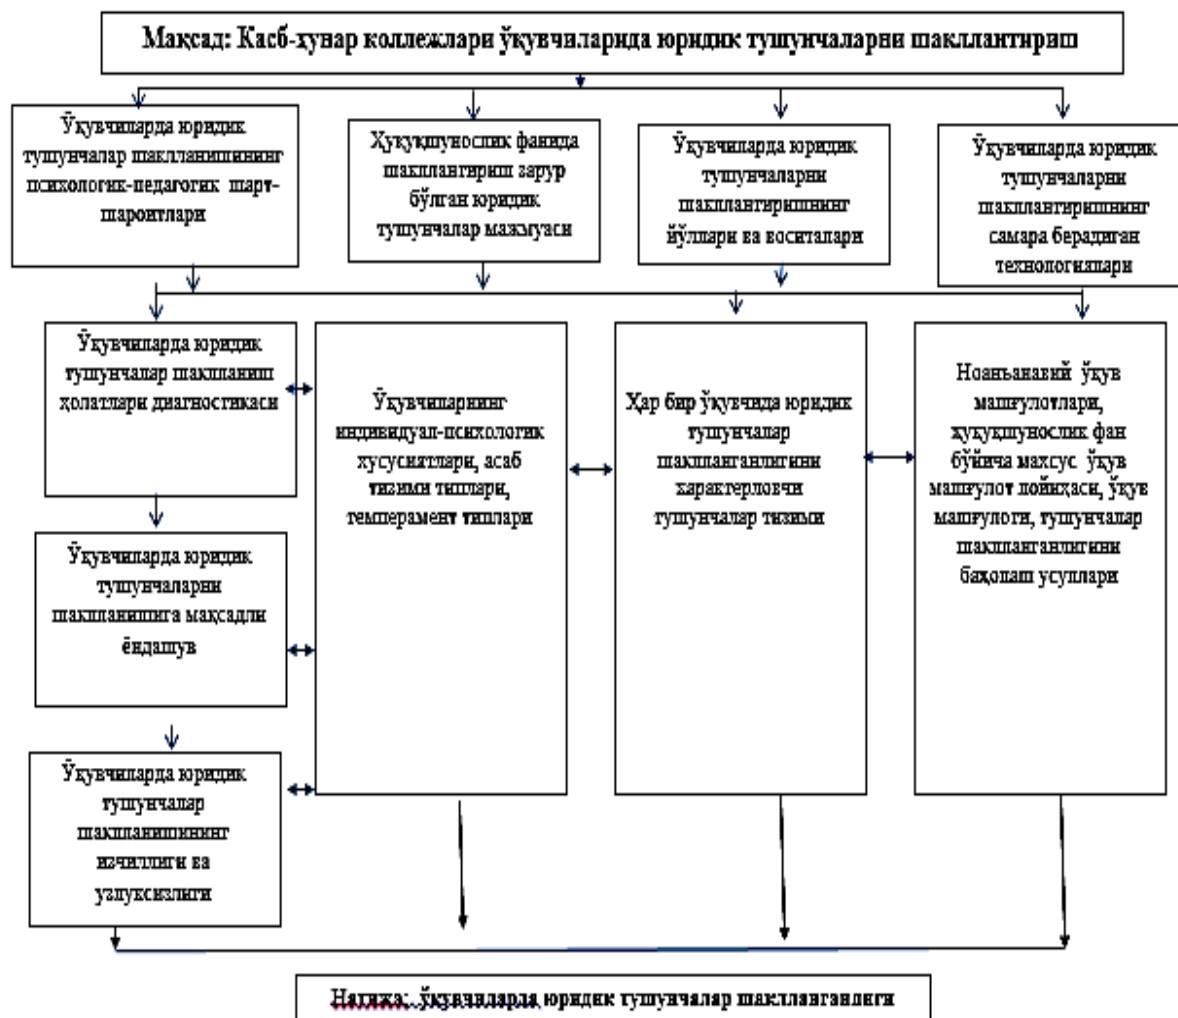 Мақсад: Касб-ҳунар коллежлари ўқувчиларида юридик тушунчаларни шакллантириш
Ўқувчиларда юридик
тушунчалар шаклланишининг
психологик-педагогик шарт-
шароитлари
Ҳуқуқшунослик фанида
шакллантириш зарур
бўлган юридик
тушунчалар мажмуаси
Ўқувчиларда юридик
тушунчаларни
шакллантиришнинг
йўллари ва воситалари
Ўқувчиларда юридик
тушунчаларни
шакллантиришнинг
самара берадиган
технологиялари
Ўқувчиларда юридик
тушунчалар шаклланиш
ҳолатлари диагностикаси
Ўқувчиларнинг
индивидуал-психологик
хусусиятлари, асаб
тизими типлари,
темперамент типлари
Ҳар бир ўқувчида юридик
тушунчалар
шаклланганлигини
характерловчи
тушунчалар тизими
Ноанъанавий ўқув
машғулотлари,
ҳуқуқшунослик фан
бўйича махсус ўқув
машғулот лойиҳаси, ўқув
машғулоти, тушунчалар
шаклланганлигини
баҳолаш усуллари
Ўқувчиларда юридик
тушунчаларни
шаклланишига мақсадли
ёндашув
Ўқувчиларда юридик
тушунчалар
шаклланишининг
изчиллиги ва
узлуксизлиги
Натижа: ўқувчиларда юридик тушунчалар шаклланганлиги